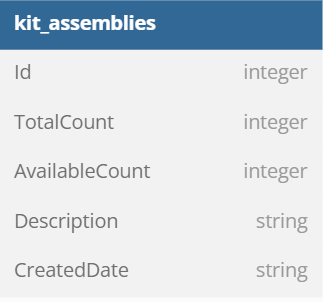 kit_assemblies
Id integer
TotalCount integer
AvailableCount integer
Description string
CreatedDate string